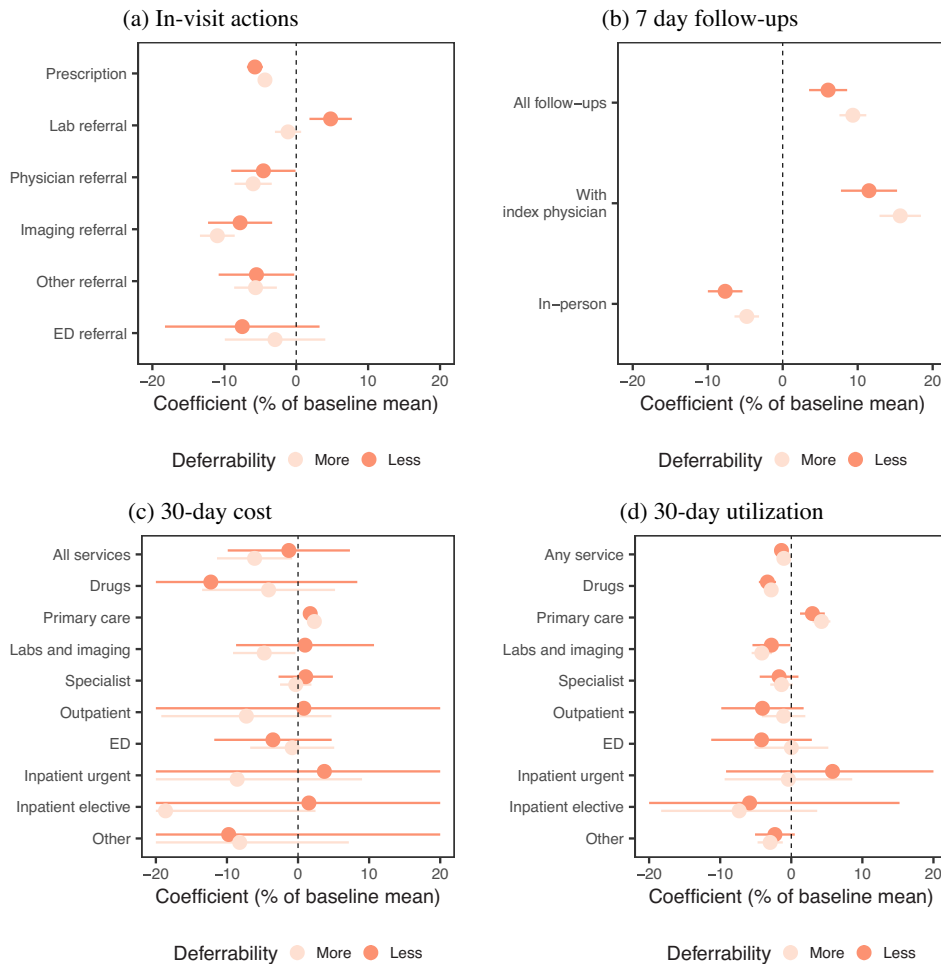 (a) In-visit actions
Prescription
Lab referral
Physician referral
Imaging referral
Other referral
ED referral
−20 −10 0 10 20
Coefficient (% of baseline mean)
Deferrability More Less
(b) 7 day follow-ups
All follow−ups
With
index physician
In−person
−20 −10 0 10 20
Coefficient (% of baseline mean)
Deferrability More Less
(c) 30-day cost
All services
Drugs
Primary care
Labs and imaging
Specialist
Outpatient
ED
Inpatient urgent
Inpatient elective
Other
−20 −10 0 10 20
Coefficient (% of baseline mean)
Deferrability More Less
(d) 30-day utilization
Any service
Drugs
Primary care
Labs and imaging
Specialist
Outpatient
ED
Inpatient urgent
Inpatient elective
Other
−20 −10 0 10 20
Coefficient (% of baseline mean)
Deferrability More Less